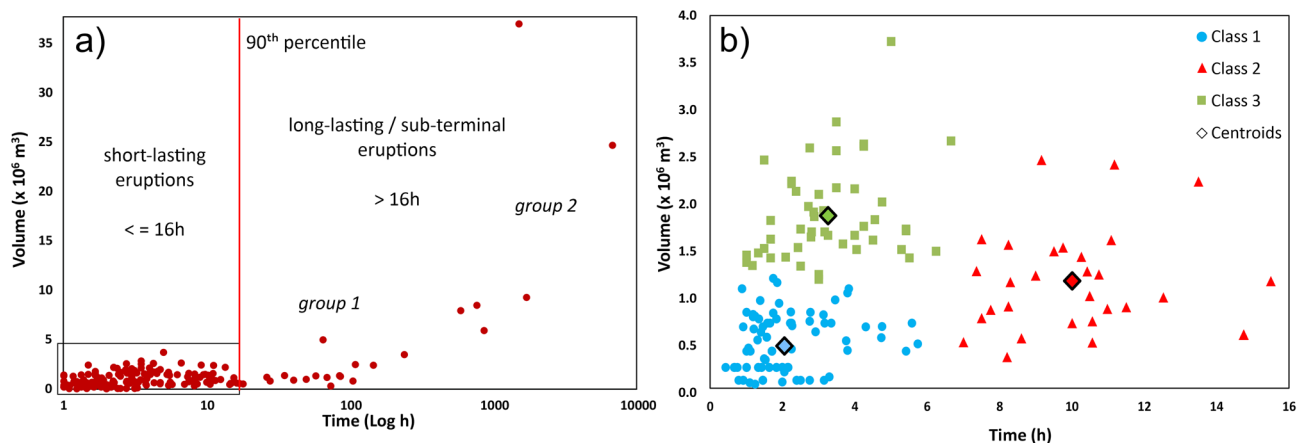 a)
90th percentile
short-lasting
eruptions
< = 16h
long-lasting / sub-terminal
eruptions
> 16h
group 1
group 2
Volume (x 10⁶ m³)
35
30
25
20
15
10
5
0
1
10
100
1000
10000
Time (Log h)
b)
Class 1
Class 2
Class 3
Centroids
Volume (x 10⁶ m³)
4.0
3.5
3.0
2.5
2.0
1.5
1.0
0.5
0.0
0
2
4
6
8
10
12
14
16
Time (h)